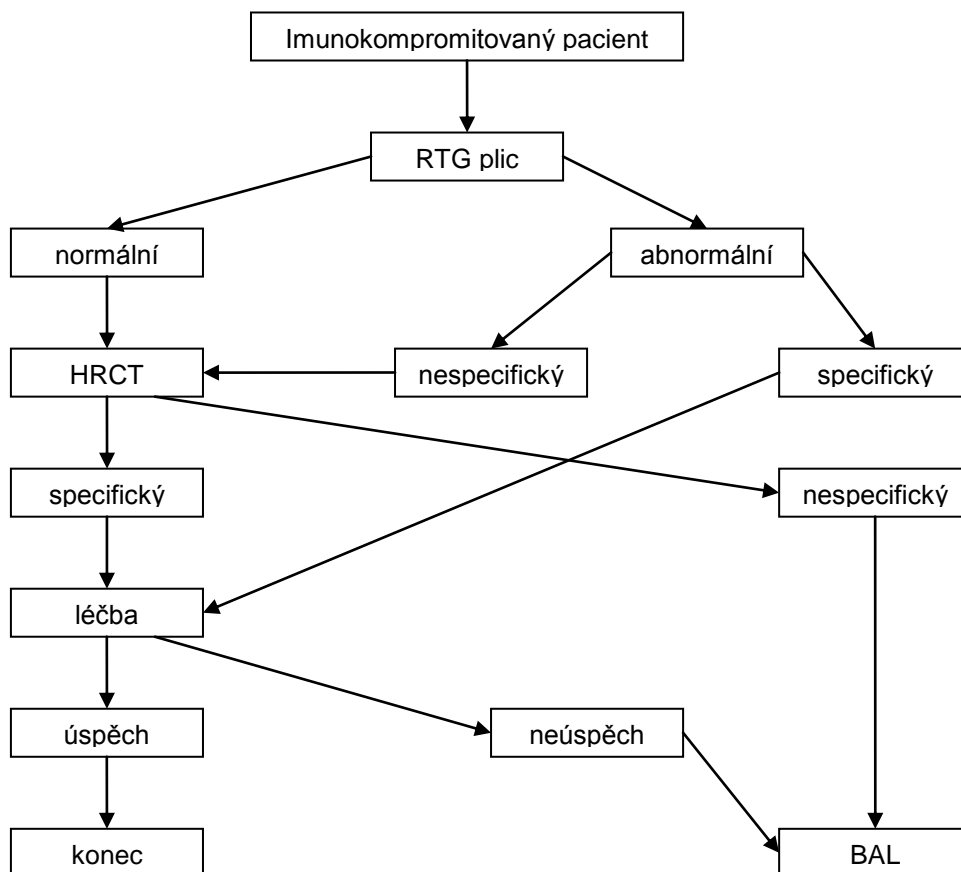 Imunokompromitovaný pacient
RTG plic
normální
abnormální
HRCT
nespecifický
specifický
specifický
nespecifický
léčba
úspěch
neúspěch
konec
BAL